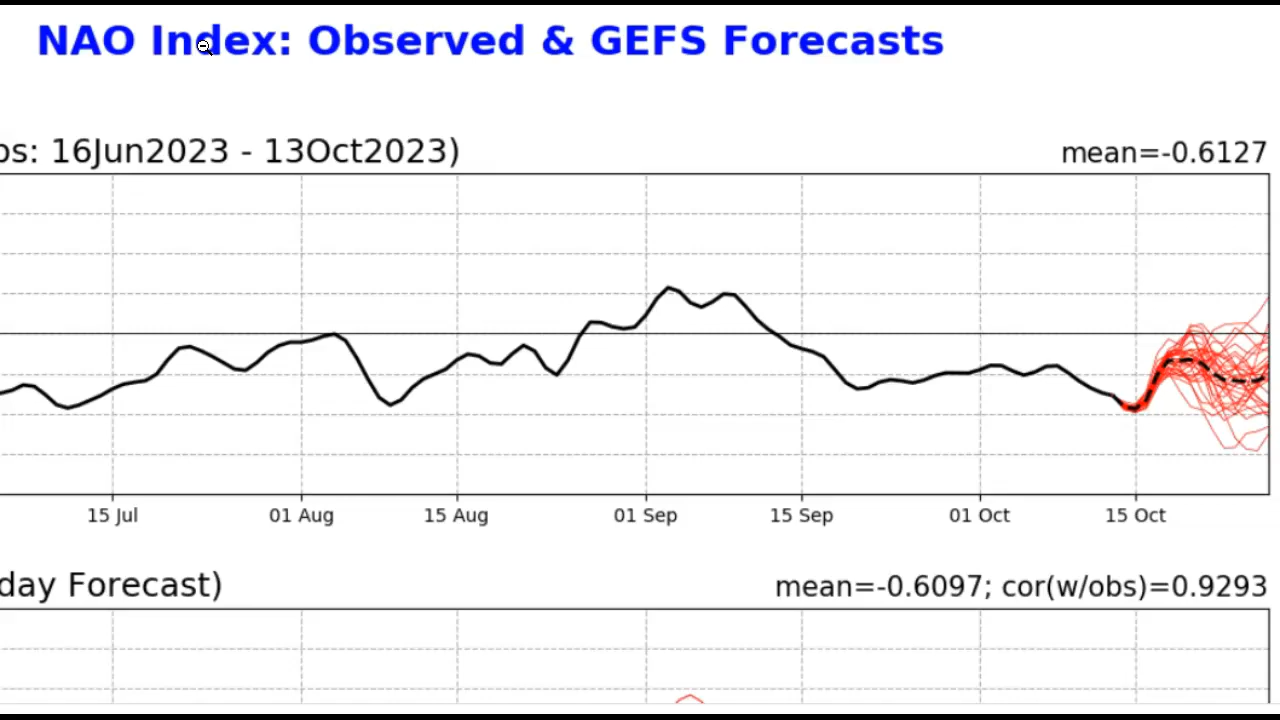 NAO Index: Observed & GEFS Forecasts
bs: 16Jun2023 - 13Oct2023) mean=-0.6127
15 Jul 01 Aug 15 Aug 01 Sep 15 Sep 01 Oct 15 Oct
day Forecast) mean=-0.6097; cor(w/obs)=0.9293